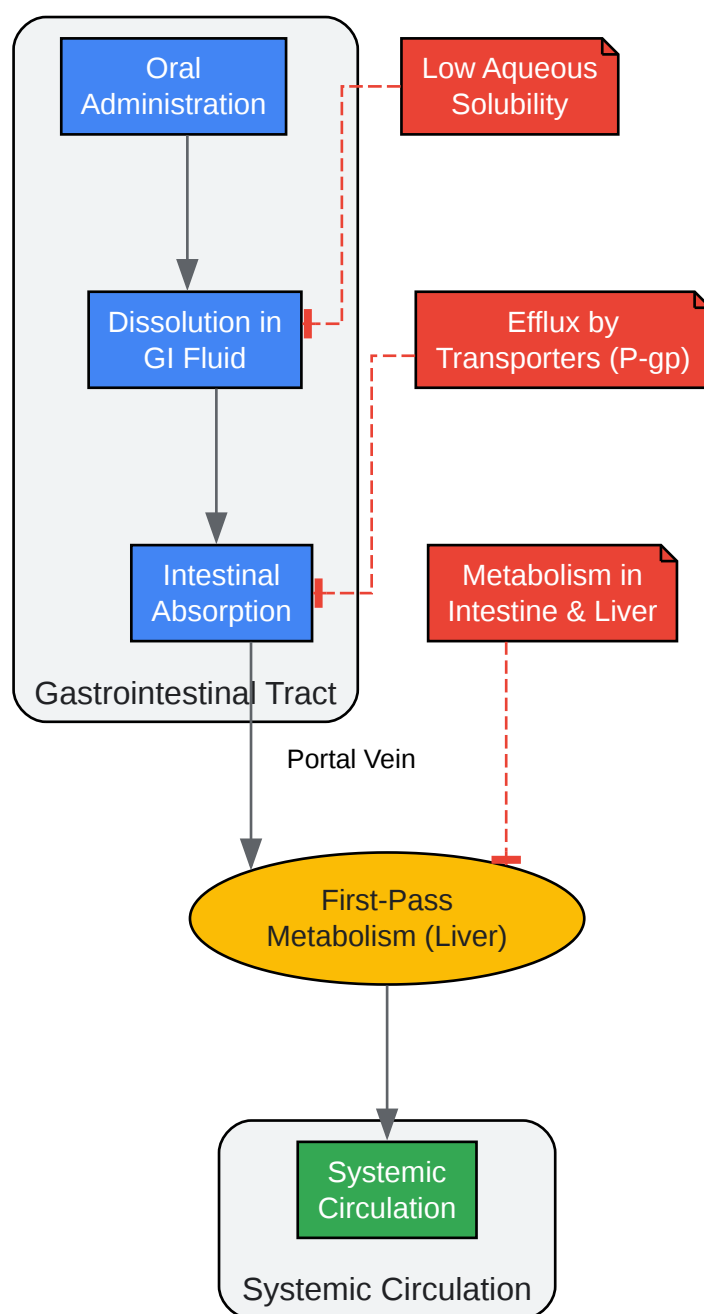 Oral
Administration
Low Aqueous
Solubility
Dissolution in
GI Fluid
Efflux by
Transporters (P-gp)
Intestinal
Absorption
Metabolism in
Intestine & Liver
Gastrointestinal Tract
Portal Vein
First-Pass
Metabolism (Liver)
Systemic
Circulation
Systemic Circulation